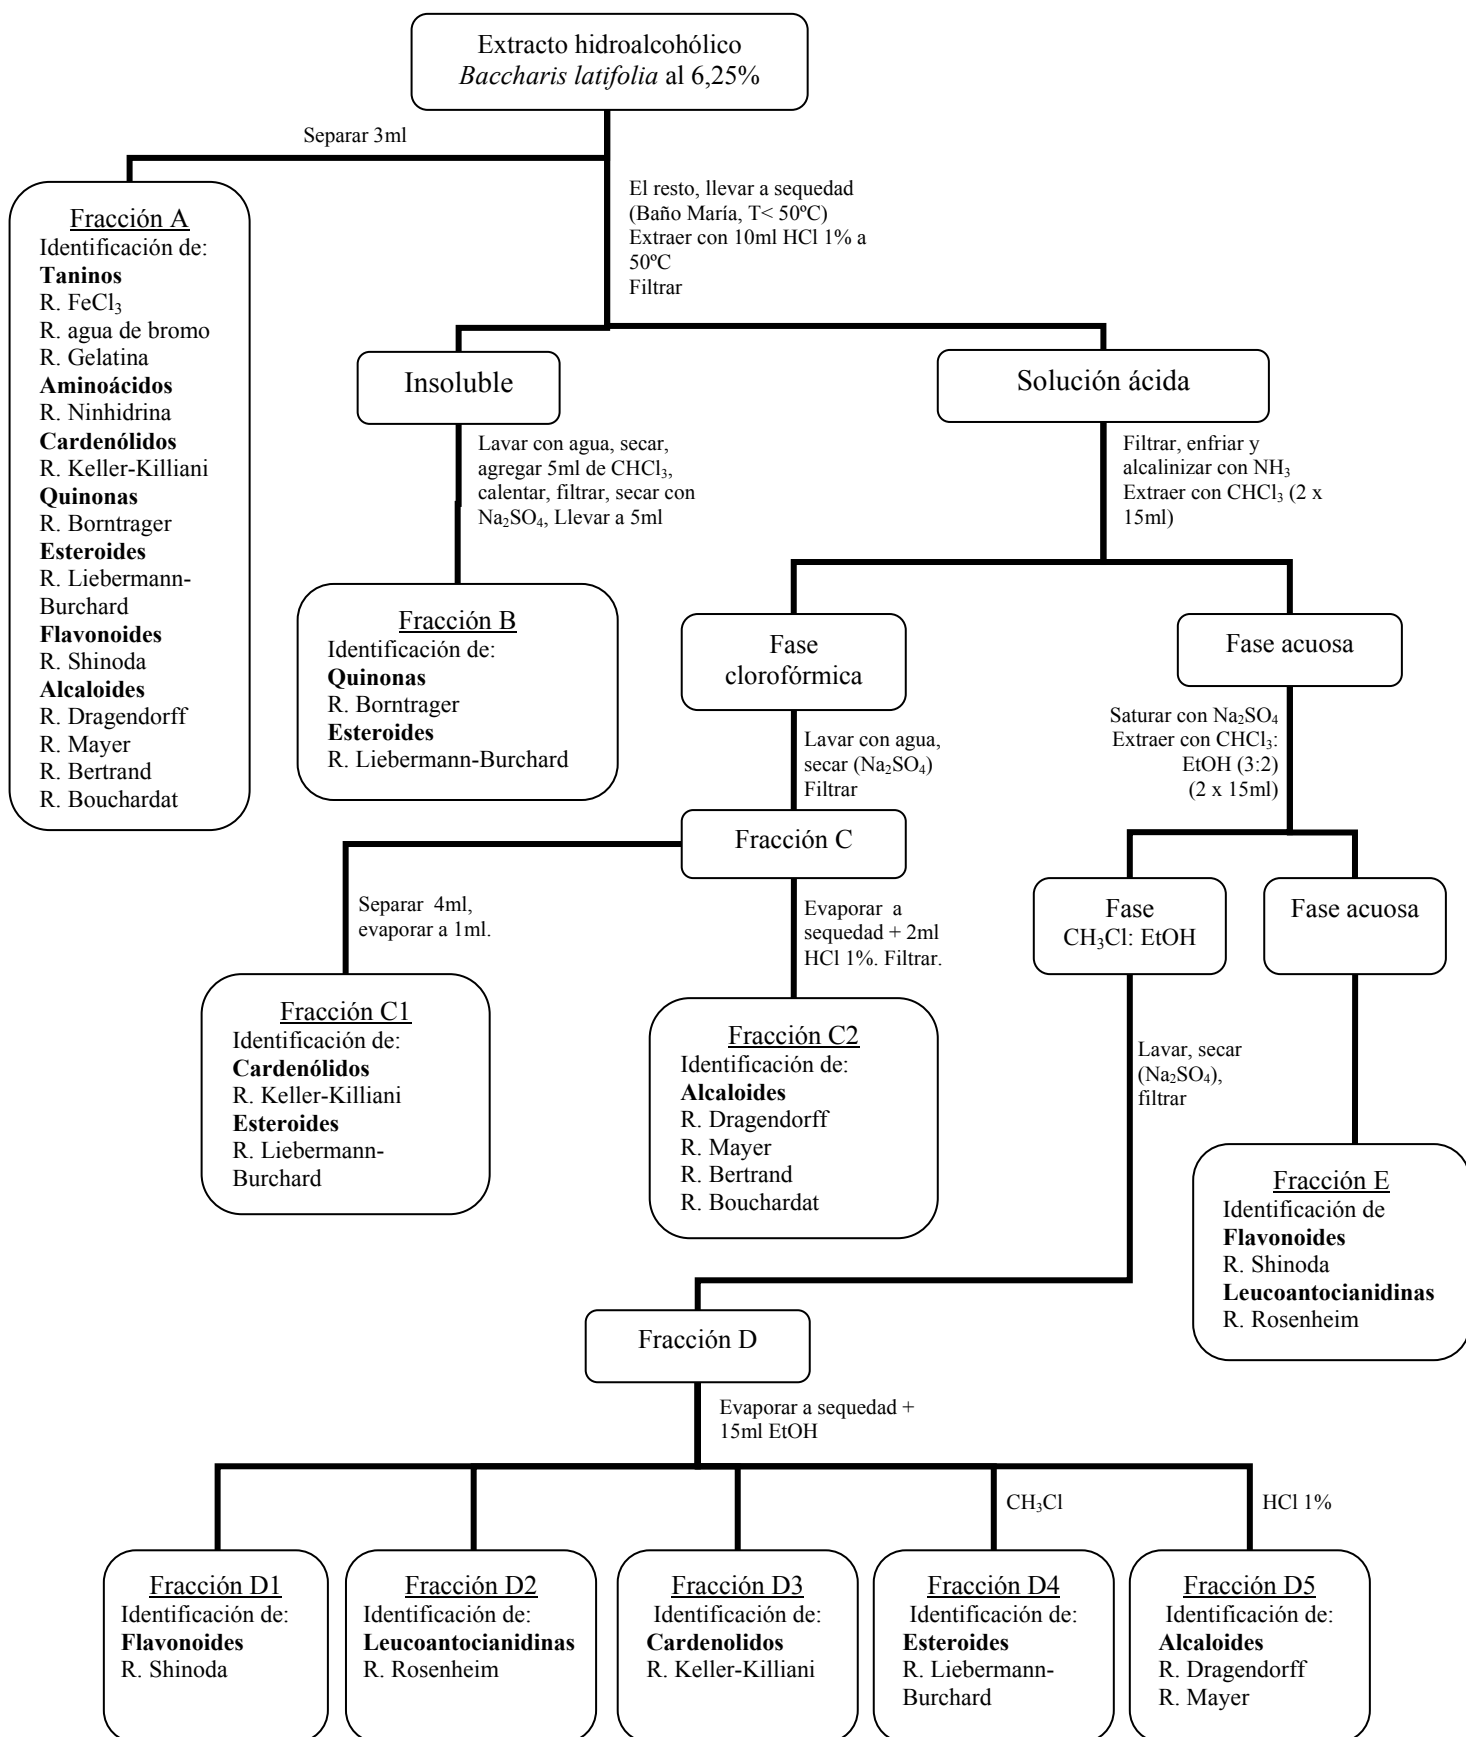 Extracto hidroalcohólico
Baccharis latifolia al 6,25%
Separar 3ml
El resto, llevar a sequedad
(Baño María, T< 50ºC)
Extraer con 10ml HCl 1% a
50ºC
Filtrar
Fracción A
Identificación de:
Taninos
R. FeCl₃
R. agua de bromo
R. Gelatina
Aminoácidos
R. Ninhidrina
Cardenólidos
R. Keller-Killiani
Quinonas
R. Borntrager
Esteroides
R. Liebermann-
Burchard
Flavonoides
R. Shinoda
Alcaloides
R. Dragendorff
R. Mayer
R. Bertrand
R. Bouchardat
Insoluble
Solución ácida
Lavar con agua, secar,
agregar 5ml de CHCl₃,
calentar, filtrar, secar con
Na₂SO₄, Llevar a 5ml
Filtrar, enfriar y
alcalinizar con NH₃
Extraer con CHCl₃ (2 x
15ml)
Fracción B
Identificación de:
Quinonas
R. Borntrager
Esteroides
R. Liebermann-Burchard
Fase
clorofórmica
Fase acuosa
Lavar con agua,
secar (Na₂SO₄)
Filtrar
Saturar con Na₂SO₄
Extraer con CHCl₃:
EtOH (3:2)
(2 x 15ml)
Fracción C
Separar 4ml,
evaporar a 1ml.
Evaporar a
sequedad + 2ml
HCl 1%. Filtrar.
Fase
CH₃Cl: EtOH
Fase acuosa
Fracción C1
Identificación de:
Cardenólidos
R. Keller-Killiani
Esteroides
R. Liebermann-
Burchard
Fracción C2
Identificación de:
Alcaloides
R. Dragendorff
R. Mayer
R. Bertrand
R. Bouchardat
Lavar, secar
(Na₂SO₄),
filtrar
Fracción E
Identificación de
Flavonoides
R. Shinoda
Leucoantocianidinas
R. Rosenheim
Fracción D
Evaporar a sequedad +
15ml EtOH
CH₃Cl
HCl 1%
Fracción D1
Identificación de:
Flavonoides
R. Shinoda
Fracción D2
Identificación de:
Leucoantocianidinas
R. Rosenheim
Fracción D3
Identificación de:
Cardenolidos
R. Keller-Killiani
Fracción D4
Identificación de:
Esteroides
R. Liebermann-
Burchard
Fracción D5
Identificación de:
Alcaloides
R. Dragendorff
R. Mayer